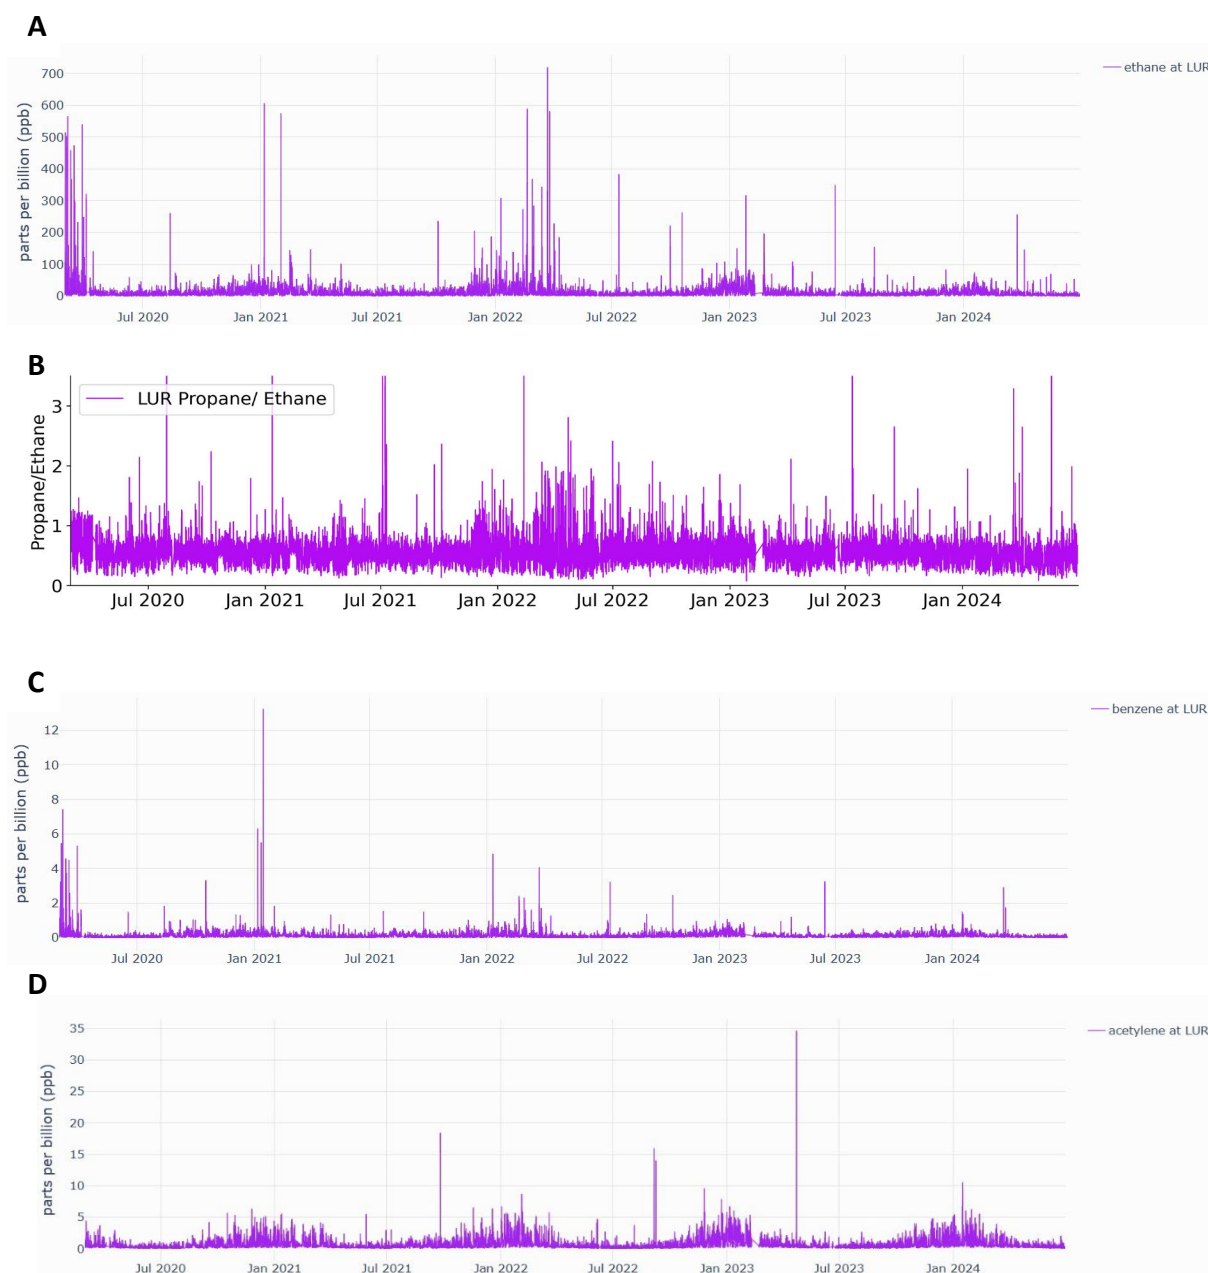 A
ethane at LUR
parts per billion (ppb)
700
600
500
400
300
200
100
0
Jul 2020 Jan 2021 Jul 2021 Jan 2022 Jul 2022 Jan 2023 Jul 2023 Jan 2024
B
LUR Propane/ Ethane
Propane/Ethane
3
2
1
0
Jul 2020 Jan 2021 Jul 2021 Jan 2022 Jul 2022 Jan 2023 Jul 2023 Jan 2024
C
benzene at LUR
parts per billion (ppb)
12
10
8
6
4
2
0
Jul 2020 Jan 2021 Jul 2021 Jan 2022 Jul 2022 Jan 2023 Jul 2023 Jan 2024
D
acetylene at LUR
parts per billion (ppb)
35
30
25
20
15
10
5
0
Jul 2020 Jan 2021 Jul 2021 Jan 2022 Jul 2022 Jan 2023 Jul 2023 Jan 2024